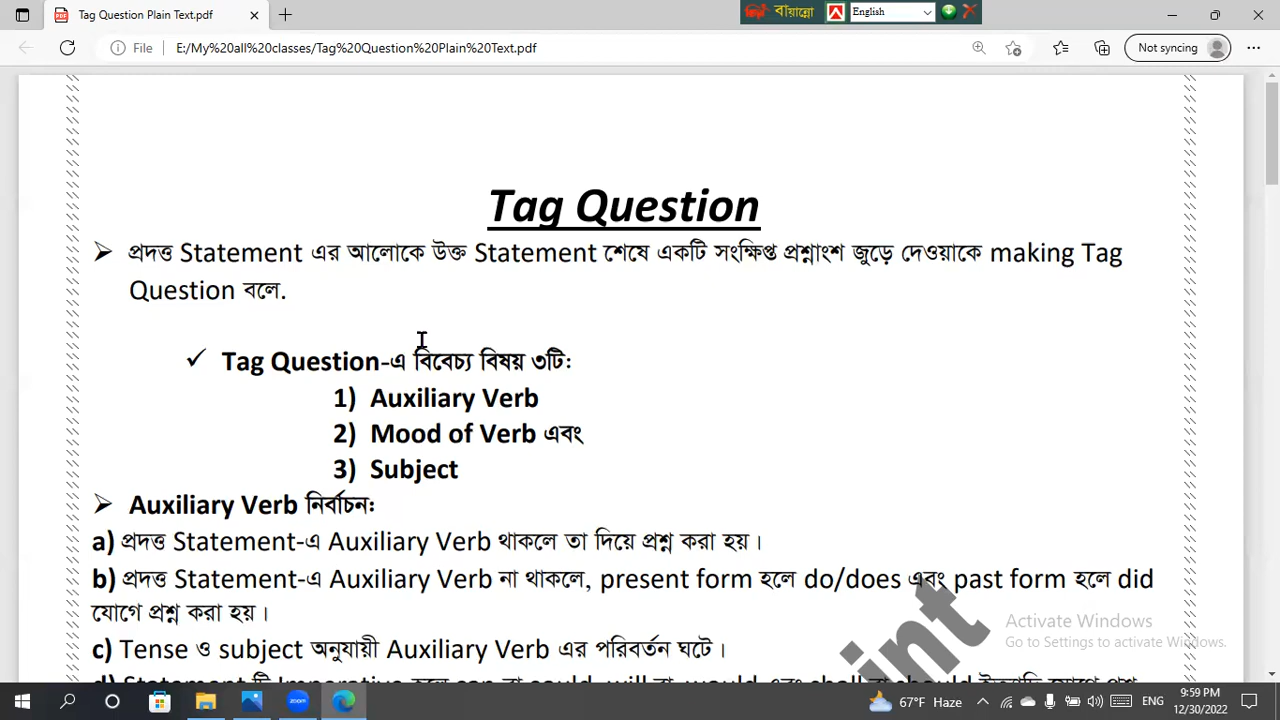 Tag Question Plain Text.pdf
বায়ান্নো English
File E:/My%20all%20classes/Tag%20Question%20Plain%20Text.pdf Not syncing
Tag Question
প্রদত্ত Statement এর আলোকে উক্ত Statement শেষে একটি সংক্ষিপ্ত প্রশ্নাংশ জুড়ে দেওয়াকে making Tag
Question বলে.
Tag Question-এ বিবেচ্য বিষয় ৩টি:
1) Auxiliary Verb
2) Mood of Verb এবং
3) Subject
Auxiliary Verb নির্বাচন:
a) প্রদত্ত Statement-এ Auxiliary Verb থাকলে তা দিয়ে প্রশ্ন করা হয়।
b) প্রদত্ত Statement-এ Auxiliary Verb না থাকলে, present form হলে do/does এবং past form হলে did
যোগে প্রশ্ন করা হয়।
c) Tense ও subject অনুযায়ী Auxiliary Verb এর পরিবর্তন ঘটে।
int
Activate Windows
Go to Settings to activate Windows.
zoom
67°F Haze ENG 9:59 PM
12/30/2022